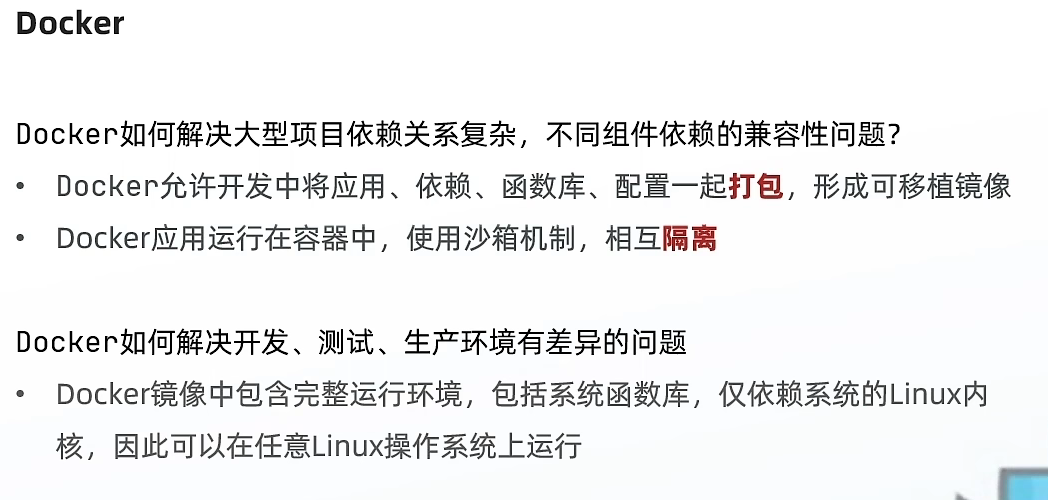 Docker
Docker如何解决大型项目依赖关系复杂，不同组件依赖的兼容性问题？
• Docker允许开发中将应用、依赖、函数库、配置一起打包，形成可移植镜像
• Docker应用运行在容器中，使用沙箱机制，相互隔离
Docker如何解决开发、测试、生产环境有差异的问题
• Docker镜像中包含完整运行环境，包括系统函数库，仅依赖系统的Linux内
核，因此可以在任意Linux操作系统上运行